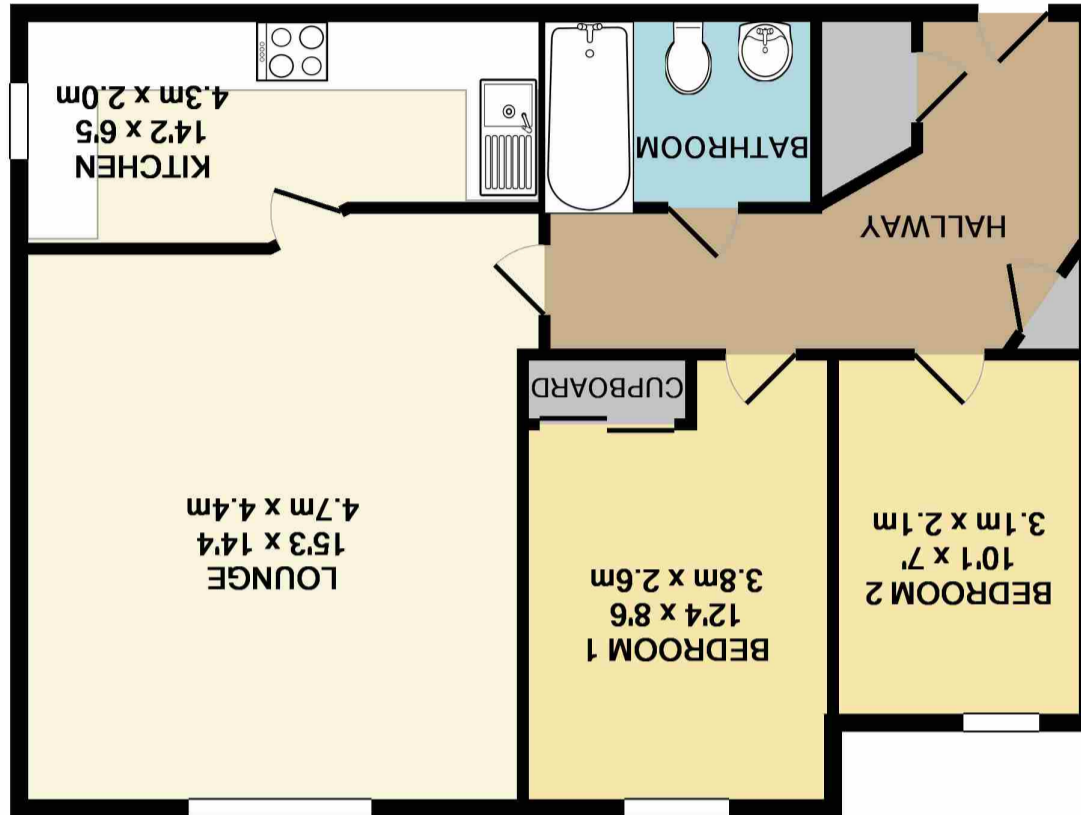 BEDROOM 2
10'1 x 7'
3.1m x 2.1m
BEDROOM 1
12'4 x 8'6
3.8m x 2.6m
LOUNGE
15'3 x 14'4
4.7m x 4.4m
CUPBOARD
HALLWAY
BATHROOM
KITCHEN
14'2 x 6'5
4.3m x 2.0m